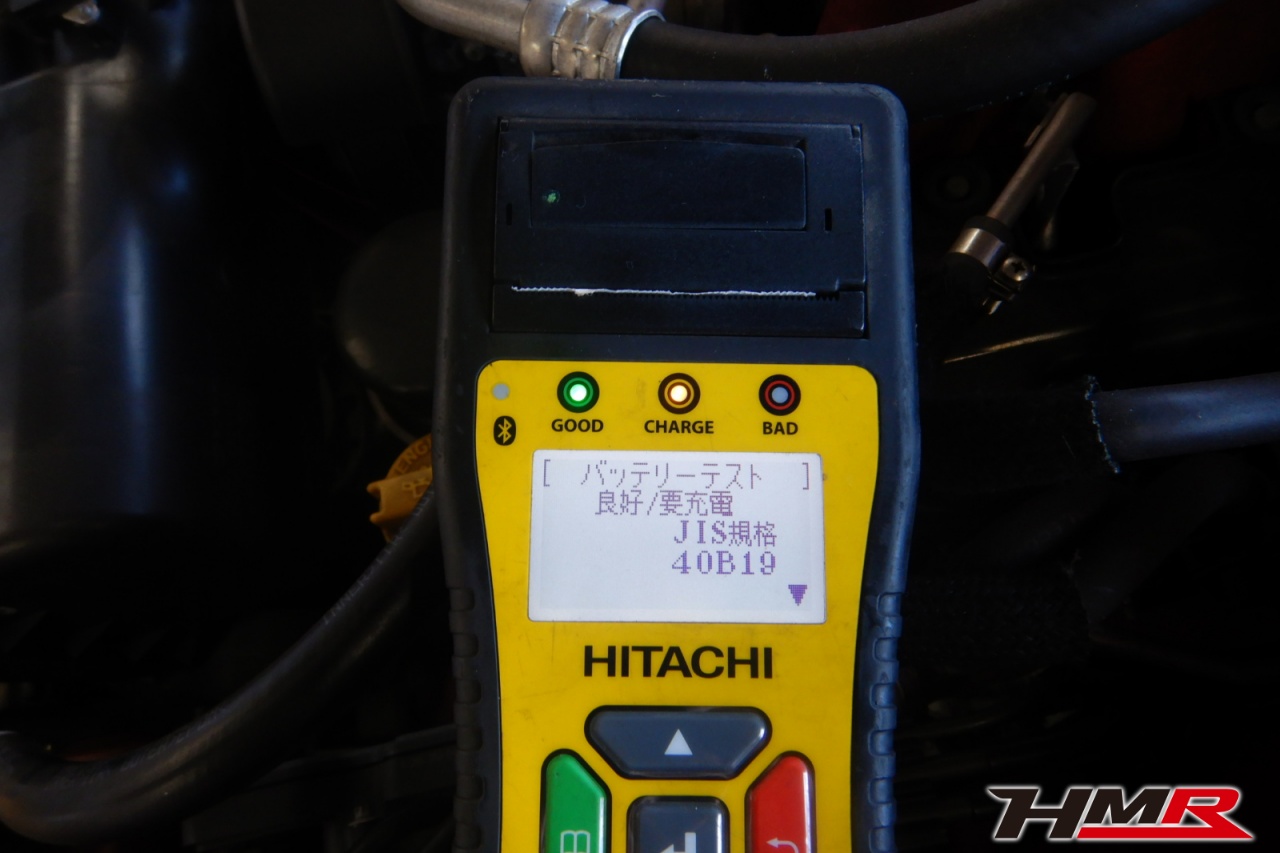 GOOD CHARGE BAD
[ バッテリーテスト ]
良好/要充電
JIS規格
40B19
HITACHI
HMR